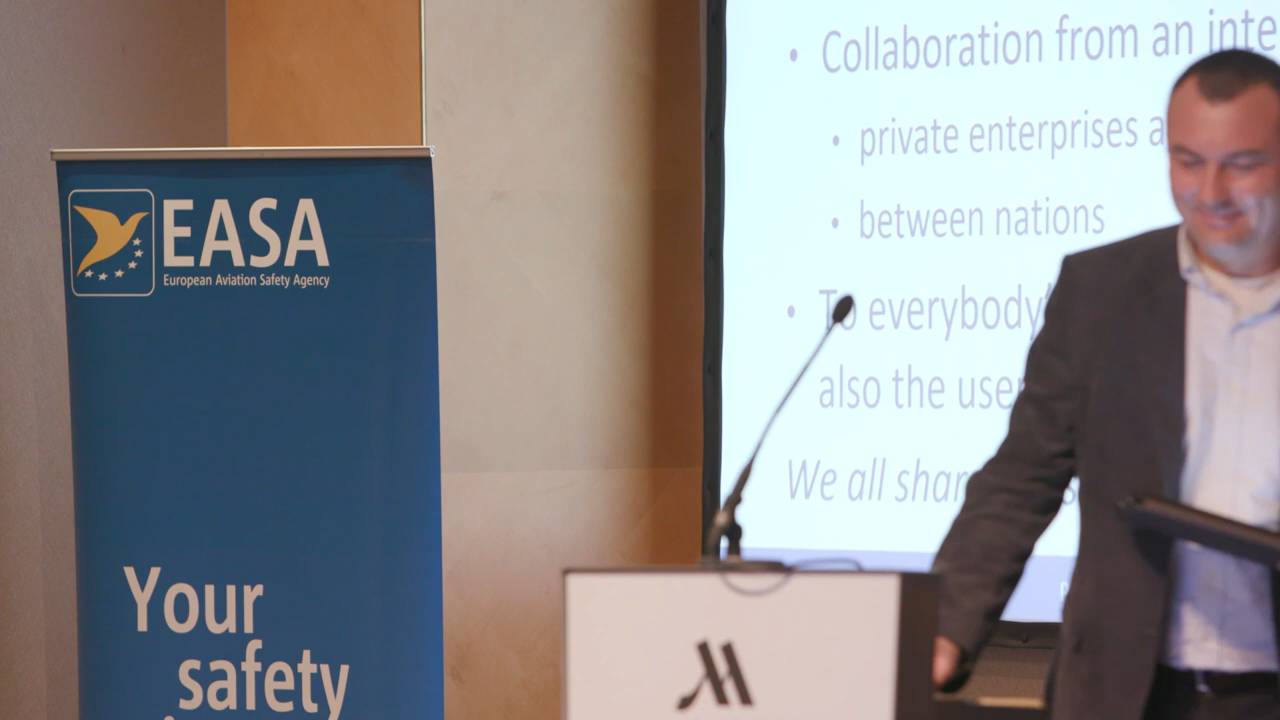 EASA
European Aviation Safety Agency
Your
safety
• Collaboration from an inte
• private enterprises a
• between nations
• To everybody'
also the use
We all shar